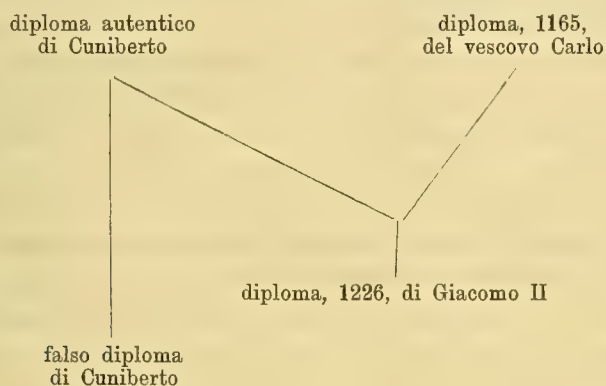 diploma autentico
di Cuniberto
diploma, 1165,
del vescovo Carlo
diploma, 1226, di Giacomo II
falso diploma
di Cuniberto